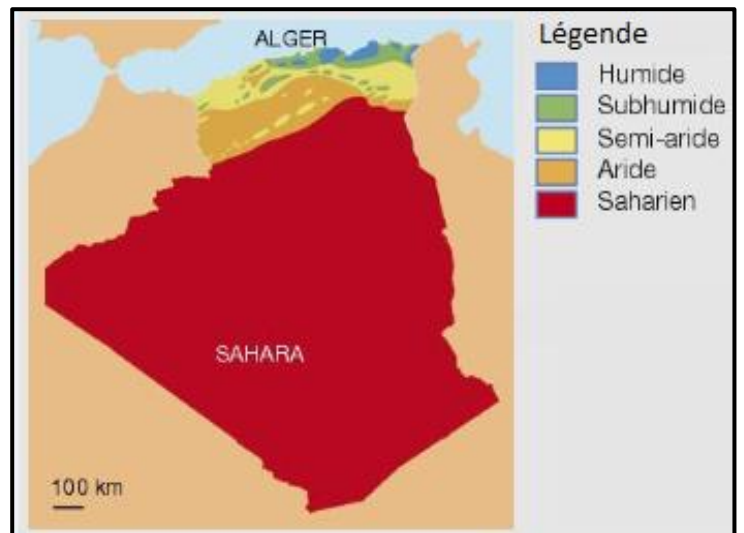 ALGER
SAHARA
100 km
Légende
Humide
Subhumide
Semi-aride
Aride
Saharien